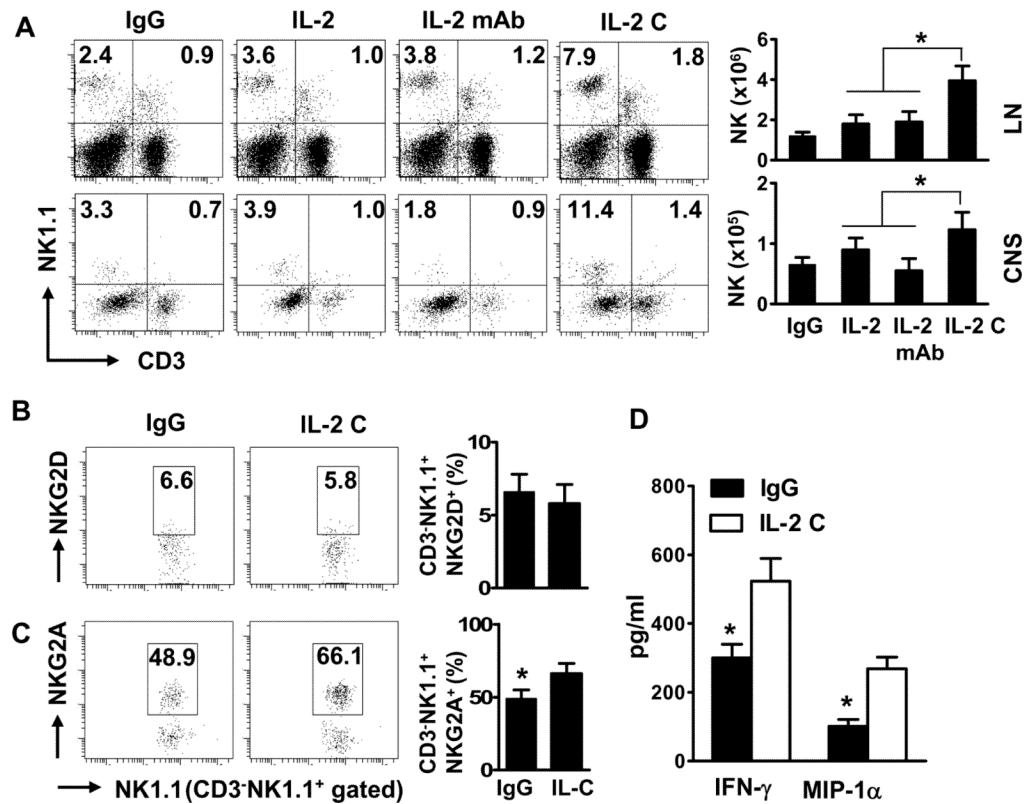 A
IgG
IL-2
IL-2 mAb
IL-2 C
2.4 0.9
3.6 1.0
3.8 1.2
7.9 1.8
3.3 0.7
3.9 1.0
1.8 0.9
11.4 1.4
NK1.1
CD3
NK (x10⁶)
6
4
2
0
*
LN
NK (x10⁵)
2
1
0
*
CNS
IgG IL-2 IL-2 IL-2 C
mAb
B
IgG
IL-2 C
NKG2D
6.6
5.8
CD3⁻NK1.1⁺
NKG2D⁺ (%)
10
5
0
C
NKG2A
48.9
66.1
CD3⁻NK1.1⁺
NKG2A⁺ (%)
100
50
0
*
IgG IL-C
NK1.1 (CD3⁻NK1.1⁺ gated)
D
IgG
IL-2 C
pg/ml
800
600
400
200
0
*
*
IFN-γ MIP-1α